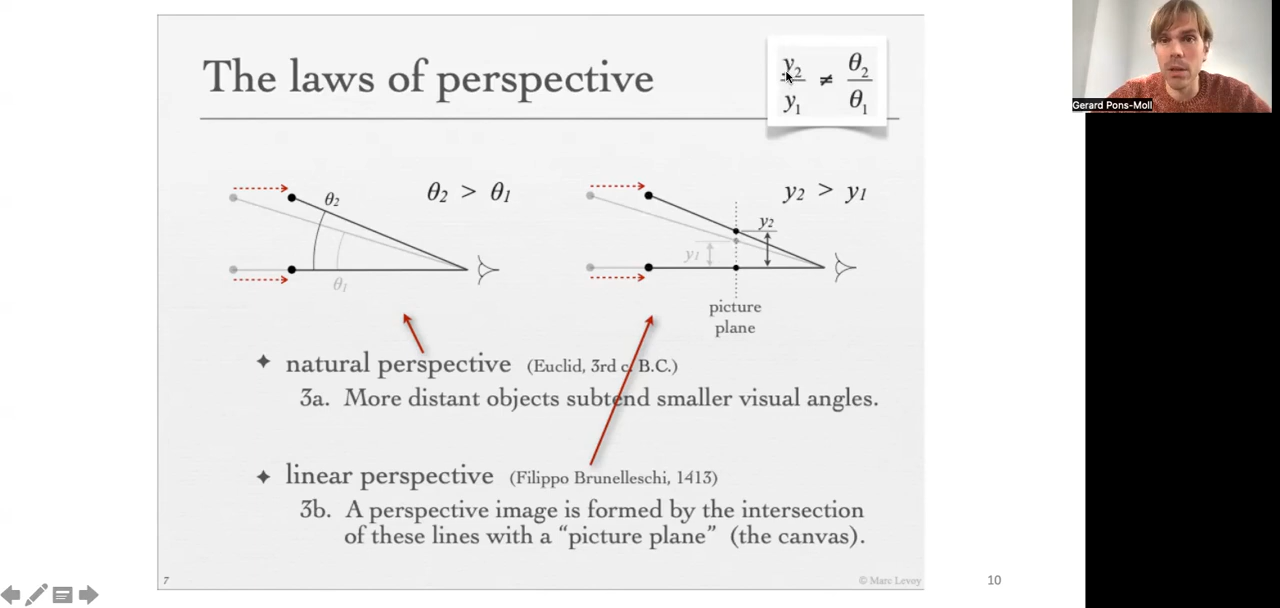 The laws of perspective
y2 ≠ θ2
y1 θ1
θ2
θ2 > θ1
θ1
y2 > y1
y2
y1
picture
plane
natural perspective (Euclid, 3rd c. B.C.)
3a. More distant objects subtend smaller visual angles.
linear perspective (Filippo Brunelleschi, 1413)
3b. A perspective image is formed by the intersection
of these lines with a “picture plane” (the canvas).
7
© Marc Levoy
10
Gerard Pons-Moll